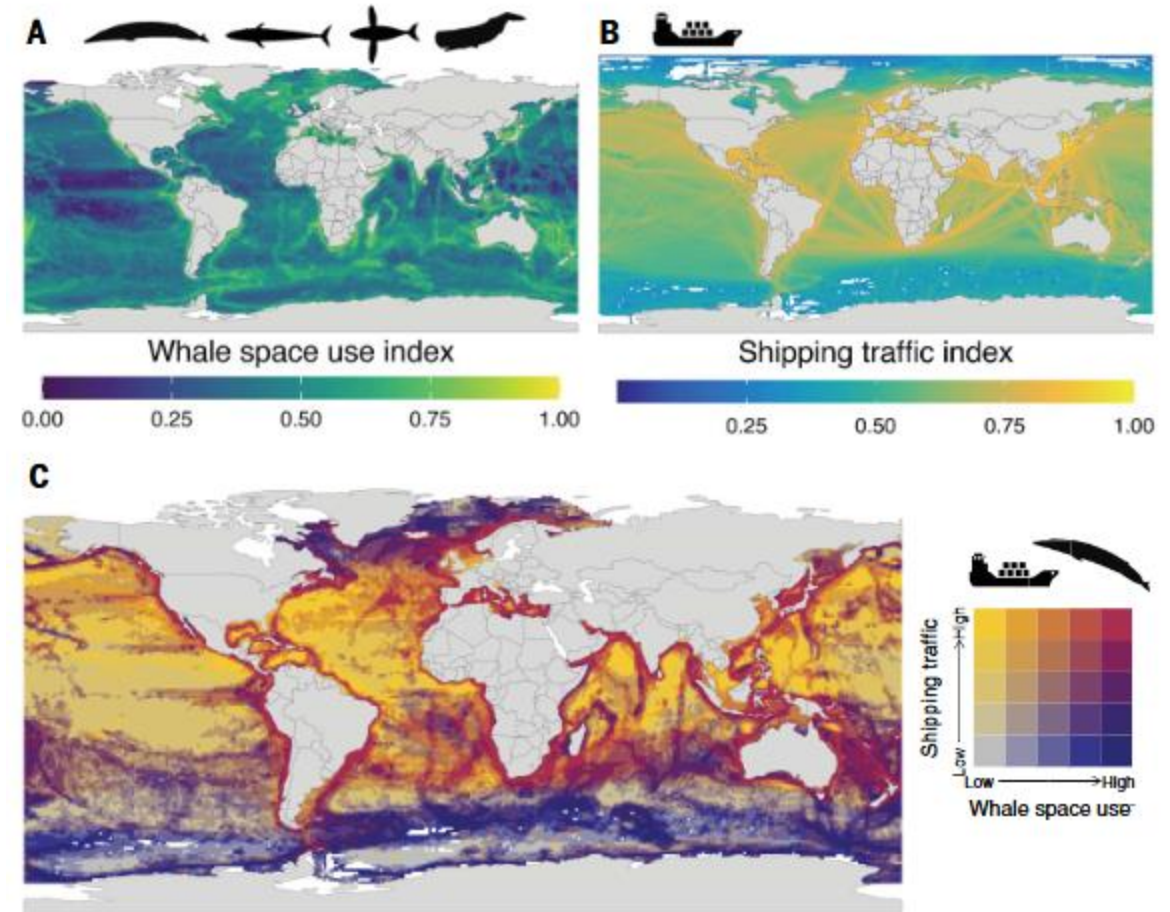 A
B
Whale space use index
0.00 0.25 0.50 0.75 1.00
Shipping traffic index
0.25 0.50 0.75 1.00
C
Shipping traffic
Low High
Low High
Whale space use